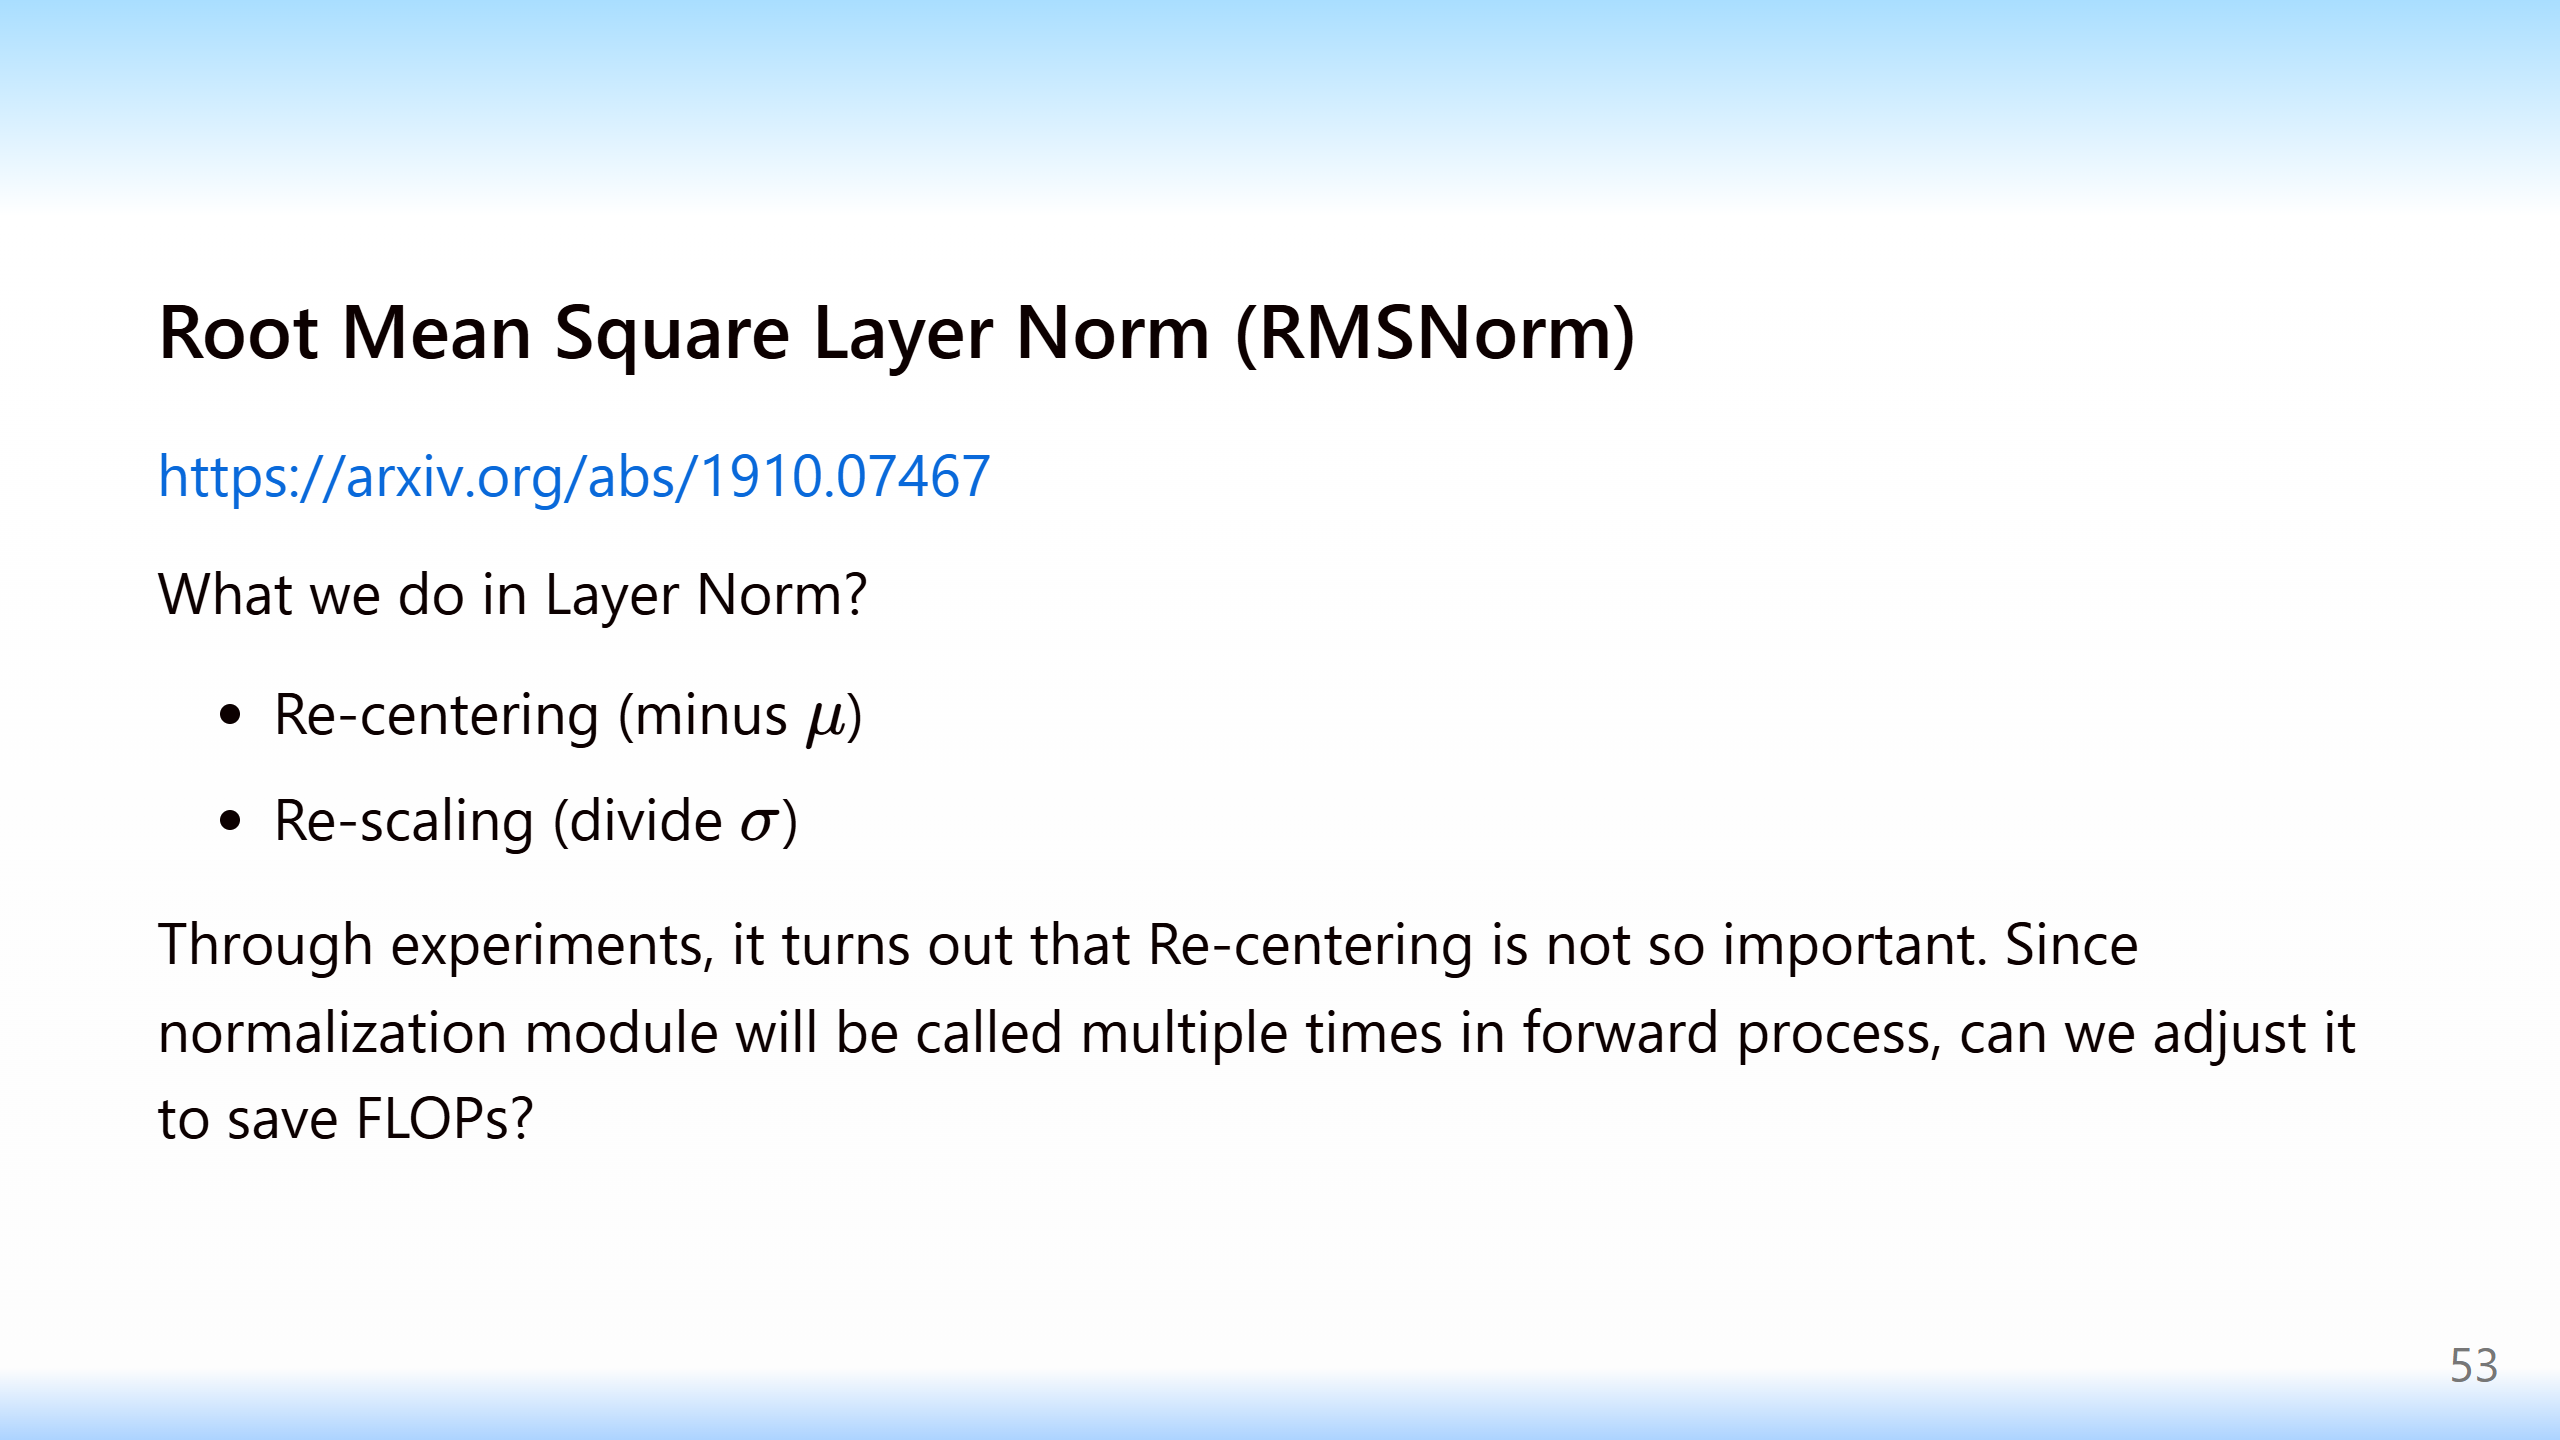 Root Mean Square Layer Norm (RMSNorm)
https://arxiv.org/abs/1910.07467
What we do in Layer Norm?
• Re-centering (minus μ)
• Re-scaling (divide σ)
Through experiments, it turns out that Re-centering is not so important. Since
normalization module will be called multiple times in forward process, can we adjust it
to save FLOPs?
53